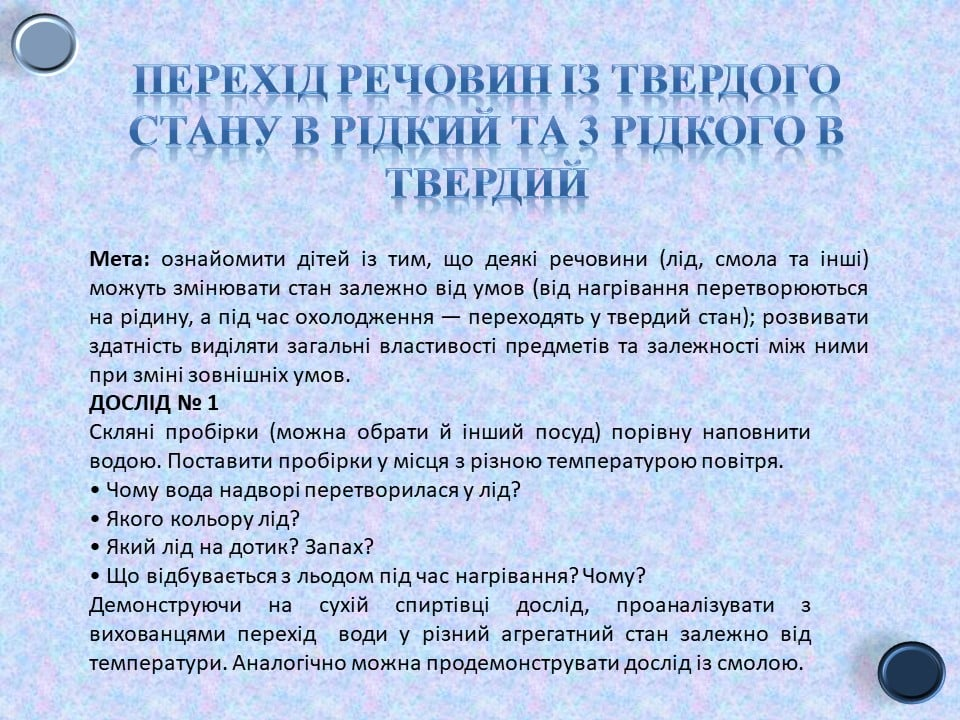 ПЕРЕХІД РЕЧОВИН ІЗ ТВЕРДОГО
СТАНУ В РІДКИЙ ТА З РІДКОГО В
ТВЕРДИЙ
Мета: ознайомити дітей із тим, що деякі речовини (лід, смола та інші)
можуть змінювати стан залежно від умов (від нагрівання перетворюються
на рідину, а під час охолодження — переходять у твердий стан); розвивати
здатність виділяти загальні властивості предметів та залежності між ними
при зміні зовнішніх умов.
ДОСЛІД № 1
Скляні пробірки (можна обрати й інший посуд) порівну наповнити
водою. Поставити пробірки у місця з різною температурою повітря.
• Чому вода надворі перетворилася у лід?
• Якого кольору лід?
• Який лід на дотик? Запах?
• Що відбувається з льодом під час нагрівання? Чому?
Демонструючи на сухій спиртівці дослід, проаналізувати з
вихованцями перехід води у різний агрегатний стан залежно від
температури. Аналогічно можна продемонструвати дослід із смолою.